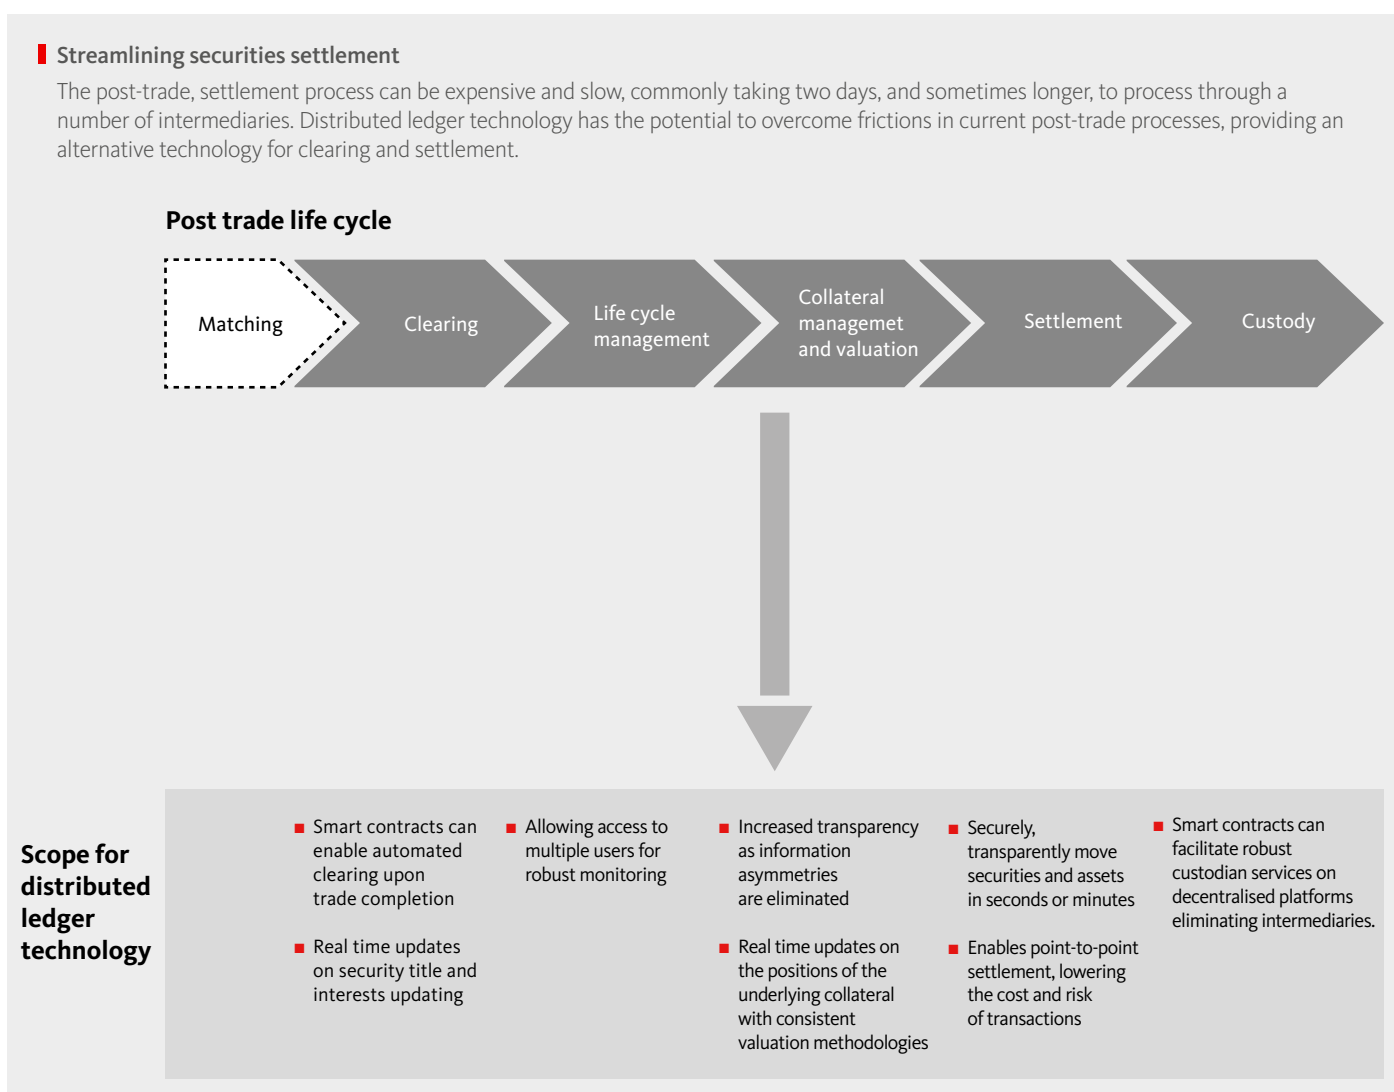 Streamlining securities settlement
The post-trade, settlement process can be expensive and slow, commonly taking two days, and sometimes longer, to process through a
number of intermediaries. Distributed ledger technology has the potential to overcome frictions in current post-trade processes, providing an
alternative technology for clearing and settlement.
Post trade life cycle
Matching
Clearing
Life cycle
management
Collateral
managemet
and valuation
Settlement
Custody
Scope for
distributed
ledger
technology
Smart contracts can
enable automated
clearing upon
trade completion
Real time updates
on security title and
interests updating
Allowing access to
multiple users for
robust monitoring
Increased transparency
as information
asymmetries
are eliminated
Real time updates on
the positions of the
underlying collateral
with consistent
valuation methodologies
Securely,
transparently move
securities and assets
in seconds or minutes
Enables point-to-point
settlement, lowering
the cost and risk
of transactions
Smart contracts can
facilitate robust
custodian services on
decentralised platforms
eliminating intermediaries.